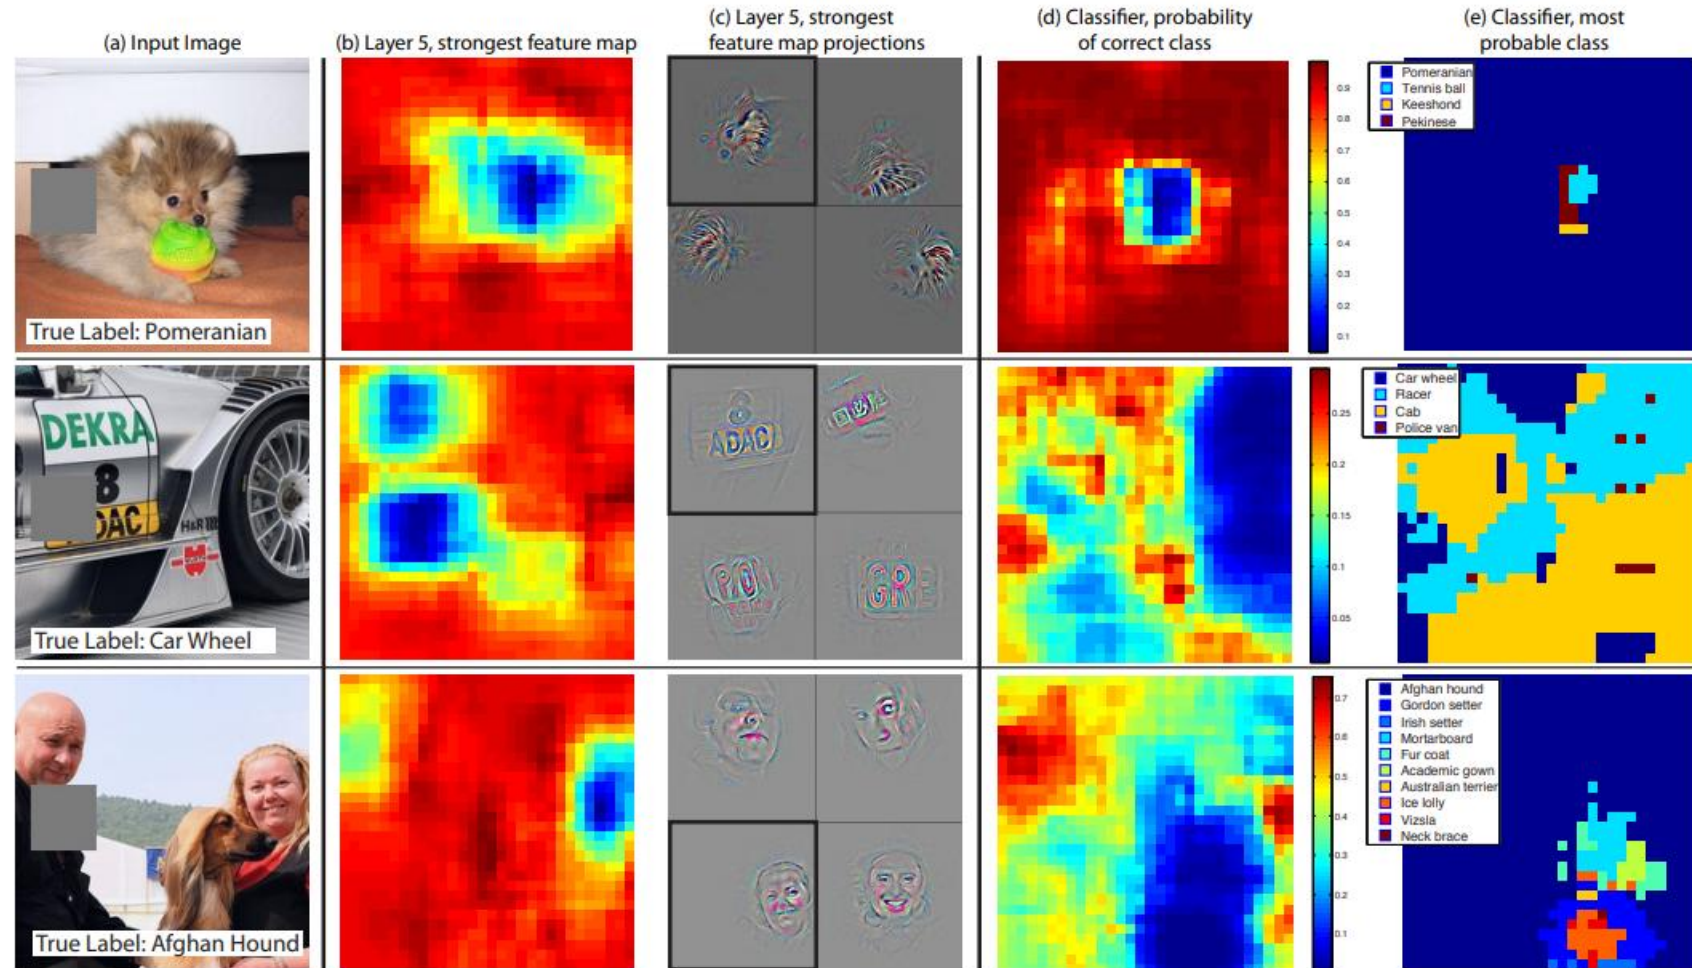 (a) Input Image
(b) Layer 5, strongest feature map
(c) Layer 5, strongest
feature map projections
(d) Classifier, probability
of correct class
(e) Classifier, most
probable class
True Label: Pomeranian
0.9
0.8
0.7
0.6
0.5
0.4
0.3
0.2
0.1
Pomeranian
Tennis ball
Keeshond
Pekinese
DEKRA
8
ADAC
H&R
True Label: Car Wheel
ADAC
PON
GRE
0.25
0.2
0.15
0.1
0.05
Car wheel
Racer
Cab
Police van
True Label: Afghan Hound
0.7
0.6
0.5
0.4
0.3
0.2
0.1
Afghan hound
Gordon setter
Irish setter
Mortarboard
Fur coat
Academic gown
Australian terrier
Ice lolly
Vizsla
Neck brace